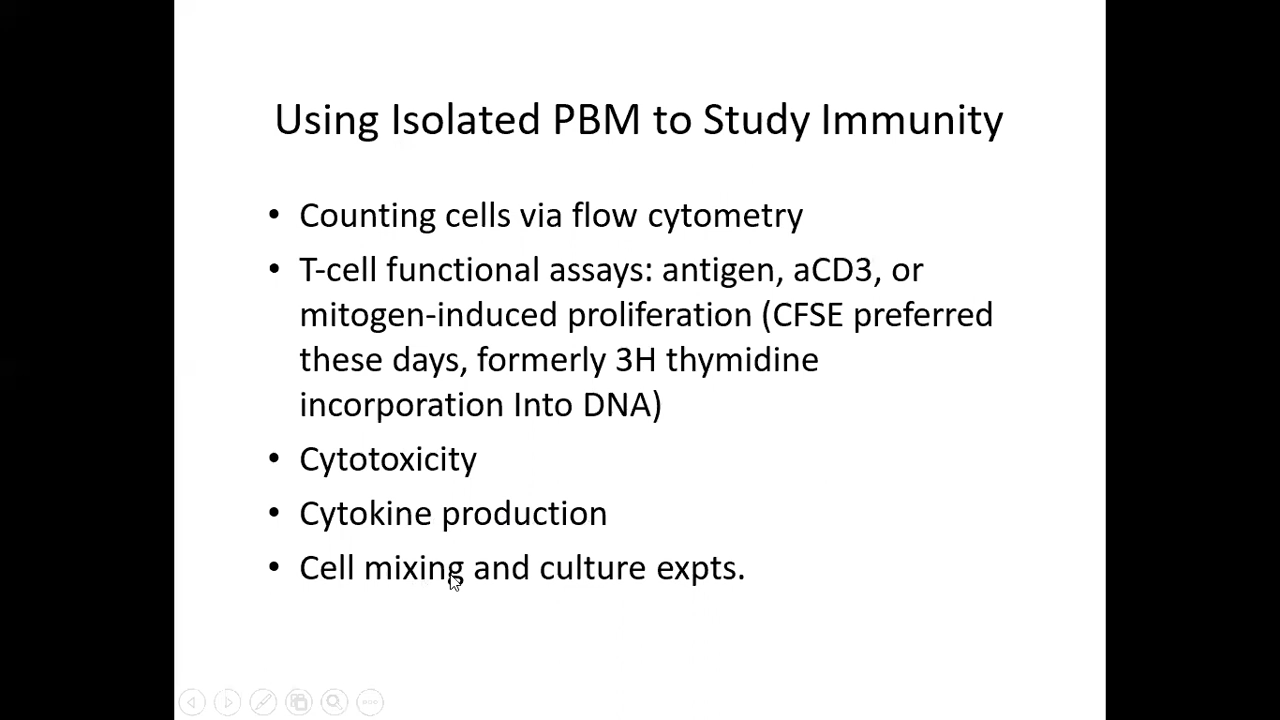 Using Isolated PBM to Study Immunity
• Counting cells via flow cytometry
• T-cell functional assays: antigen, aCD3, or
mitogen-induced proliferation (CFSE preferred
these days, formerly 3H thymidine
incorporation Into DNA)
• Cytotoxicity
• Cytokine production
• Cell mixing and culture expts.